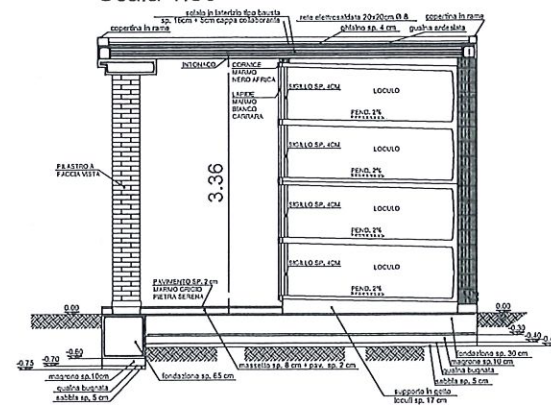 solaio in laterizio tipo bausta
sp. 16cm + 5cm cappa collaborante
rete elettrosaldata 20x20cm Ø 8
copertina in rame
copertina in rame
ghiaino sp. 4 cm
guaina ardesiata
INTONACO
CORNICE
MARMO
NERO AFRICA
LAPIDE
MARMO
BIANCO
CARRARA
SIGILLO SP. 4CM
LOCULO
PEND. 2%
SIGILLO SP. 4CM
LOCULO
PEND. 2%
PILASTRO A
FACCIA VISTA
3.36
SIGILLO SP. 4CM
LOCULO
PEND. 2%
SIGILLO SP. 4CM
LOCULO
PEND. 2%
PAVIMENTO SP. 2 cm
MARMO GRIGIO
PIETRA SERENA
0.00
0.00
-0.30
-0.40
-0.60
-0.70
-0.75
fondazione sp. 30 cm
magrone sp.10 cm
guaina bugnata
sabbia sp. 5 cm
massetto sp. 8 cm + pav. sp. 2 cm
fondazione sp. 65 cm
magrone sp.10cm
guaina bugnata
sabbia sp. 5 cm
supporto in getto
loculi sp. 17 cm